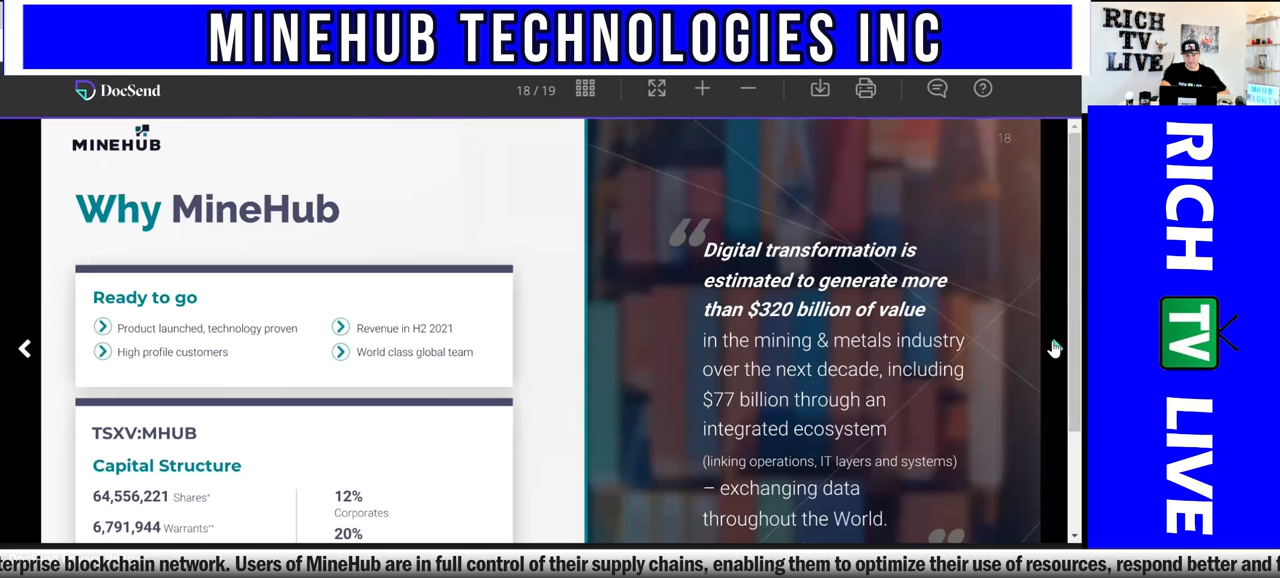 MINEHUB TECHNOLOGIES INC
RICH
TV
LIVE
DocSend
18 / 19
MINEHUB
18
Why MineHub
Ready to go
Product launched, technology proven
Revenue in H2 2021
High profile customers
World class global team
TSXV:MHUB
Capital Structure
64,556,221 Shares*
12%
Corporates
6,791,944 Warrants**
20%
“
Digital transformation is
estimated to generate more
than $320 billion of value
in the mining & metals industry
over the next decade, including
$77 billion through an
integrated ecosystem
(linking operations, IT layers and systems)
– exchanging data
throughout the World.
”
RICH TV LIVE
terprise blockchain network. Users of MineHub are in full control of their supply chains, enabling them to optimize their use of resources, respond better and